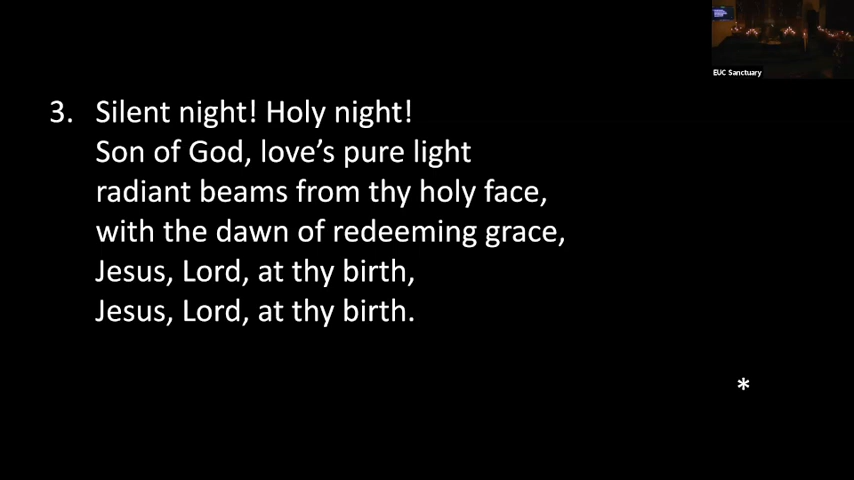 EUC Sanctuary
3. Silent night! Holy night!
Son of God, love’s pure light
radiant beams from thy holy face,
with the dawn of redeeming grace,
Jesus, Lord, at thy birth,
Jesus, Lord, at thy birth.
*